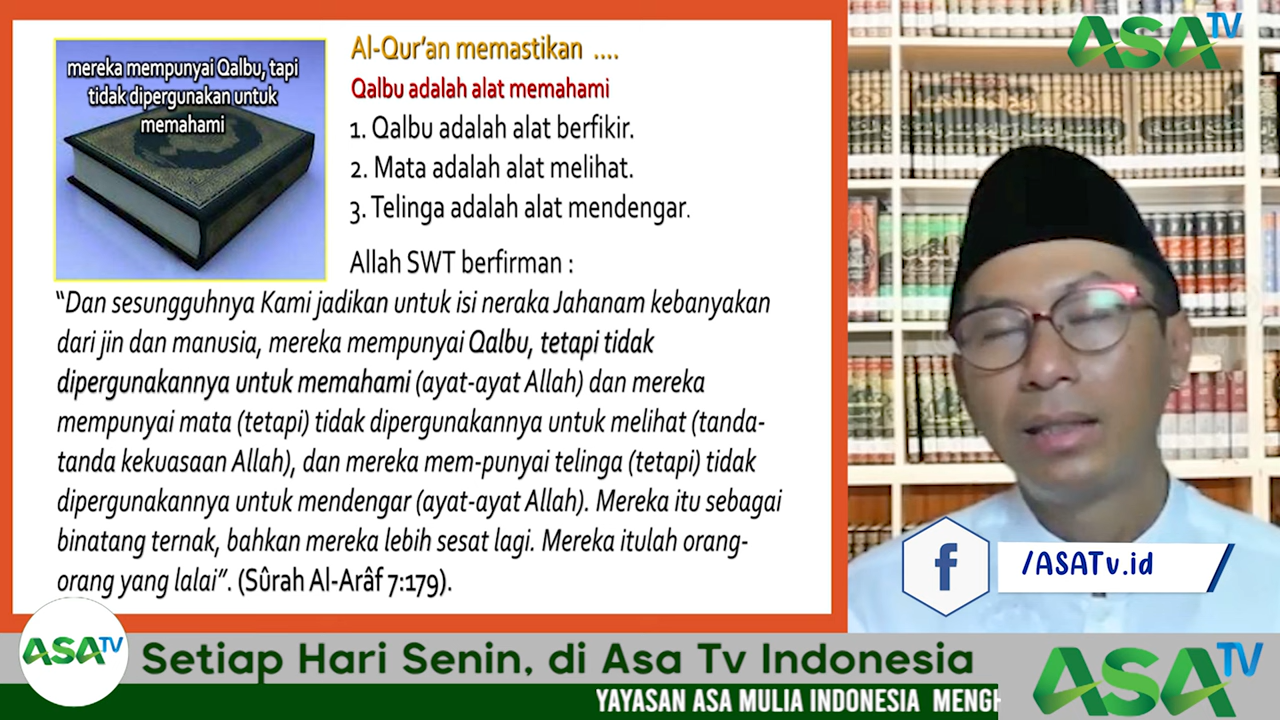 mereka mempunyai Qalbu, tapi
tidak dipergunakan untuk
memahami
Al-Qur'an memastikan ....
Qalbu adalah alat memahami
1. Qalbu adalah alat berfikir.
2. Mata adalah alat melihat.
3. Telinga adalah alat mendengar.
Allah SWT berfirman :
“Dan sesungguhnya Kami jadikan untuk isi neraka Jahanam kebanyakan
dari jin dan manusia, mereka mempunyai Qalbu, tetapi tidak
dipergunakannya untuk memahami (ayat-ayat Allah) dan mereka
mempunyai mata (tetapi) tidak dipergunakannya untuk melihat (tanda-
tanda kekuasaan Allah), dan mereka mem-punyai telinga (tetapi) tidak
dipergunakannya untuk mendengar (ayat-ayat Allah). Mereka itu sebagai
binatang ternak, bahkan mereka lebih sesat lagi. Mereka itulah orang-
orang yang lalai”. (Sûrah Al-Arâf 7:179).
ASA TV
f /ASATv.id
ASA TV
Setiap Hari Senin, di Asa Tv Indonesia
ASA TV
YAYASAN ASA MULIA INDONESIA MENGH